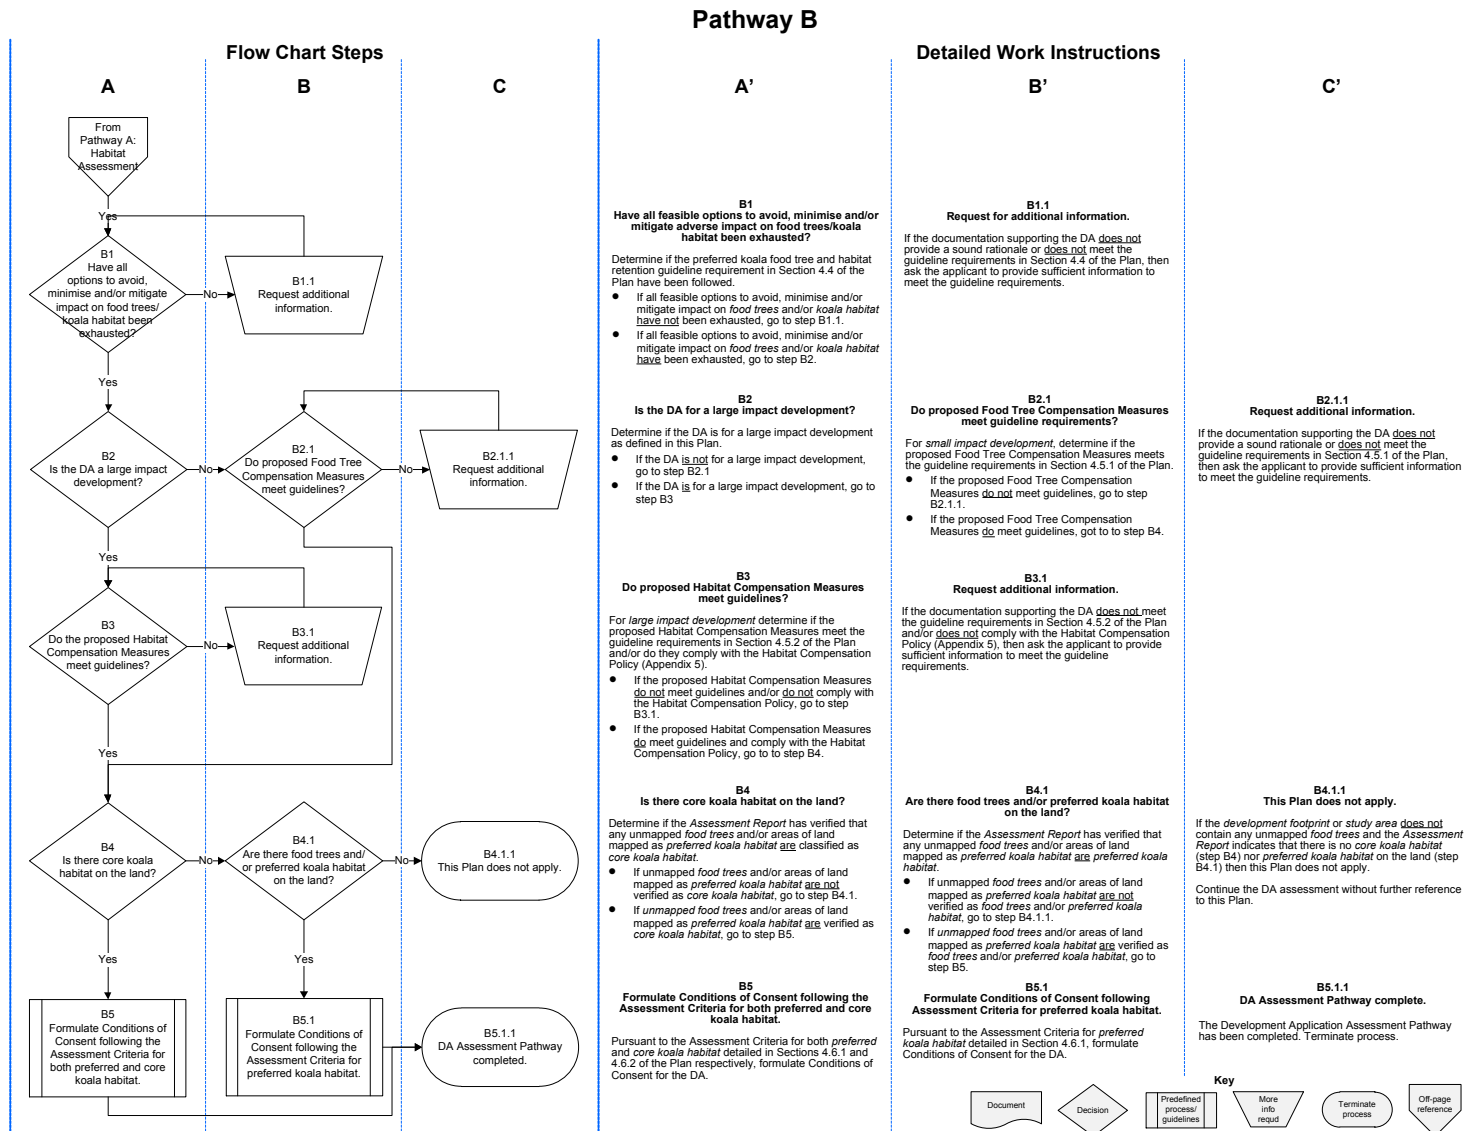 Pathway B
Flow Chart Steps
Detailed Work Instructions
A
B
C
A’
B’
C’
From
Pathway A:
Habitat
Assessment
Yes
B1
Have all
options to avoid,
minimise and/or mitigate
impact on food trees/
koala habitat been
exhausted?
No
B1.1
Request additional
information.
Yes
B2
Is the DA a large impact
development?
No
B2.1
Do proposed Food Tree
Compensation Measures
meet guidelines?
No
B2.1.1
Request additional
information.
Yes
B3
Do the proposed Habitat
Compensation Measures
meet guidelines?
No
B3.1
Request additional
information.
Yes
B4
Is there core koala
habitat on the land?
No
B4.1
Are there food trees and/
or preferred koala habitat
on the land?
No
B4.1.1
This Plan does not apply.
Yes
Yes
B5
Formulate Conditions of
Consent following the
Assessment Criteria for
both preferred and core
koala habitat.
B5.1
Formulate Conditions of
Consent following the
Assessment Criteria for
preferred koala habitat.
B5.1.1
DA Assessment Pathway
completed.
B1
Have all feasible options to avoid, minimise and/or
mitigate adverse impact on food trees/koala
habitat been exhausted?
Determine if the preferred koala food tree and habitat
retention guideline requirement in Section 4.4 of the
Plan have been followed.
● If all feasible options to avoid, minimise and/or
mitigate impact on food trees and/or koala habitat
have not been exhausted, go to step B1.1.
● If all feasible options to avoid, minimise and/or
mitigate impact on food trees and/or koala habitat
have been exhausted, go to step B2.
B1.1
Request for additional information.
If the documentation supporting the DA does not
provide a sound rationale or does not meet the
guideline requirements in Section 4.4 of the Plan, then
ask the applicant to provide sufficient information to
meet the guideline requirements.
B2
Is the DA for a large impact development?
Determine if the DA is for a large impact development
as defined in this Plan.
● If the DA is not for a large impact development,
go to step B2.1
● If the DA is for a large impact development, go to
step B3
B2.1
Do proposed Food Tree Compensation Measures
meet guideline requirements?
For small impact development, determine if the
proposed Food Tree Compensation Measures meets
the guideline requirements in Section 4.5.1 of the Plan.
● If the proposed Food Tree Compensation
Measures do not meet guidelines, go to step
B2.1.1.
● If the proposed Food Tree Compensation
Measures do meet guidelines, got to to step B4.
B2.1.1
Request additional information.
If the documentation supporting the DA does not
provide a sound rationale or does not meet the
guideline requirements in Section 4.5.1 of the Plan,
then ask the applicant to provide sufficient information
to meet the guideline requirements.
B3
Do proposed Habitat Compensation Measures
meet guidelines?
For large impact development determine if the
proposed Habitat Compensation Measures meet the
guideline requirements in Section 4.5.2 of the Plan
and/or do they comply with the Habitat Compensation
Policy (Appendix 5).
● If the proposed Habitat Compensation Measures
do not meet guidelines and/or do not comply with
the Habitat Compensation Policy, go to step
B3.1.
● If the proposed Habitat Compensation Measures
do meet guidelines and comply with the Habitat
Compensation Policy, go to to step B4.
B3.1
Request additional information.
If the documentation supporting the DA does not meet
the guideline requirements in Section 4.5.2 of the Plan
and/or does not comply with the Habitat Compensation
Policy (Appendix 5), then ask the applicant to provide
sufficient information to meet the guideline
requirements.
B4
Is there core koala habitat on the land?
Determine if the Assessment Report has verified that
any unmapped food trees and/or areas of land
mapped as preferred koala habitat are classified as
core koala habitat.
● If unmapped food trees and/or areas of land
mapped as preferred koala habitat are not
verified as core koala habitat, go to step B4.1.
● If unmapped food trees and/or areas of land
mapped as preferred koala habitat are verified as
core koala habitat, go to step B5.
B4.1
Are there food trees and/or preferred koala habitat
on the land?
Determine if the Assessment Report has verified that
any unmapped food trees and/or areas of land
mapped as preferred koala habitat are preferred koala
habitat.
● If unmapped food trees and/or areas of land
mapped as preferred koala habitat are not
verified as food trees and/or preferred koala
habitat, go to step B4.1.1.
● If unmapped food trees and/or areas of land
mapped as preferred koala habitat are verified as
food trees and/or preferred koala habitat, go to
step B5.
B4.1.1
This Plan does not apply.
If the development footprint or study area does not
contain any unmapped food trees and the Assessment
Report indicates that there is no core koala habitat
(step B4) nor preferred koala habitat on the land (step
B4.1) then this Plan does not apply.
Continue the DA assessment without further reference
to this Plan.
B5
Formulate Conditions of Consent following the
Assessment Criteria for both preferred and core
koala habitat.
Pursuant to the Assessment Criteria for both preferred
and core koala habitat detailed in Sections 4.6.1 and
4.6.2 of the Plan respectively, formulate Conditions of
Consent for the DA.
B5.1
Formulate Conditions of Consent following
Assessment Criteria for preferred koala habitat.
Pursuant to the Assessment Criteria for preferred
koala habitat detailed in Section 4.6.1, formulate
Conditions of Consent for the DA.
B5.1.1
DA Assessment Pathway complete.
The Development Application Assessment Pathway
has been completed. Terminate process.
Key
Document
Decision
Predefined
process/
guidelines
More
info
requd
Terminate
process
Off-page
reference